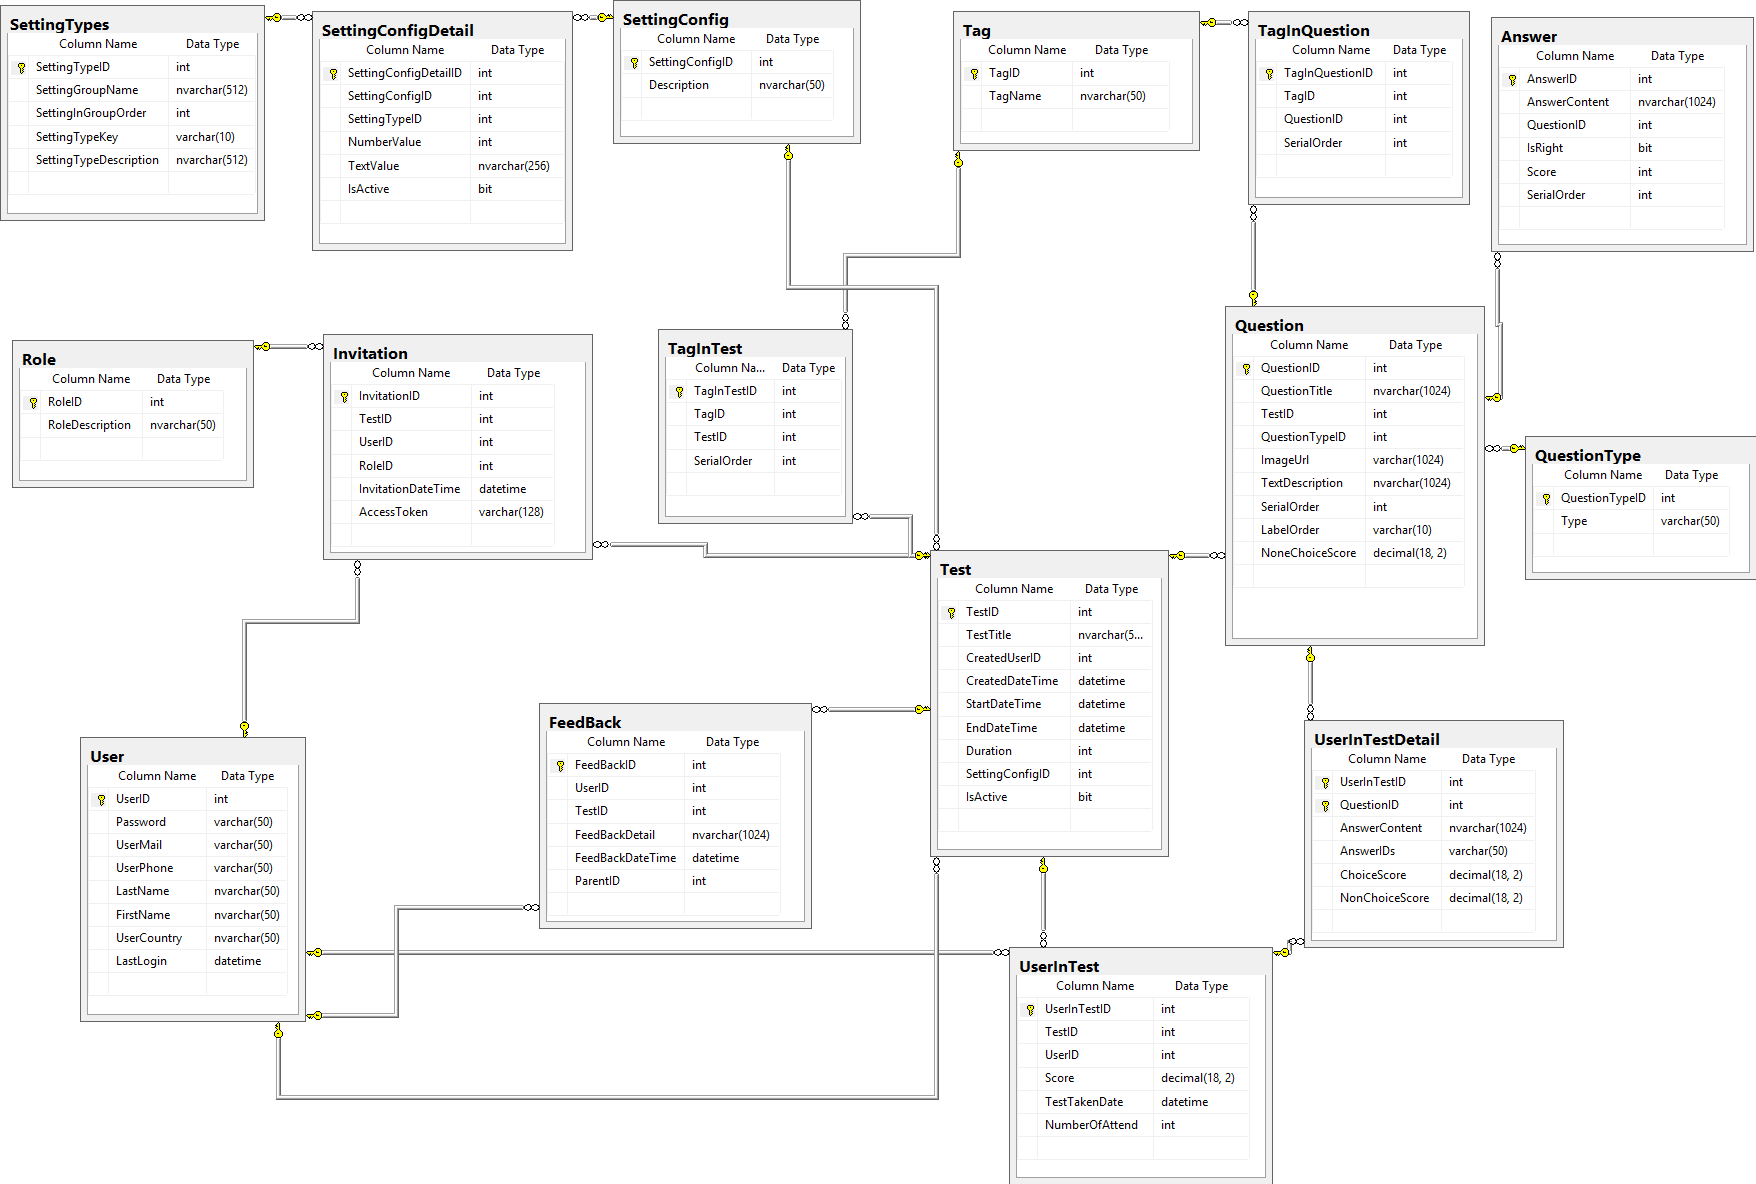 SettingTypes
Column Name Data Type
SettingTypeID int
SettingGroupName nvarchar(512)
SettingInGroupOrder int
SettingTypeKey varchar(10)
SettingTypeDescription nvarchar(512)
SettingConfigDetail
Column Name Data Type
SettingConfigDetailID int
SettingConfigID int
SettingTypeID int
NumberValue int
TextValue nvarchar(256)
IsActive bit
SettingConfig
Column Name Data Type
SettingConfigID int
Description nvarchar(50)
Tag
Column Name Data Type
TagID int
TagName nvarchar(50)
TagInQuestion
Column Name Data Type
TagInQuestionID int
TagID int
QuestionID int
SerialOrder int
Answer
Column Name Data Type
AnswerID int
AnswerContent nvarchar(1024)
QuestionID int
IsRight bit
Score int
SerialOrder int
Role
Column Name Data Type
RoleID int
RoleDescription nvarchar(50)
Invitation
Column Name Data Type
InvitationID int
TestID int
UserID int
RoleID int
InvitationDateTime datetime
AccessToken varchar(128)
TagInTest
Column Na... Data Type
TagInTestID int
TagID int
TestID int
SerialOrder int
Question
Column Name Data Type
QuestionID int
QuestionTitle nvarchar(1024)
TestID int
QuestionTypeID int
ImageUrl varchar(1024)
TextDescription nvarchar(1024)
SerialOrder int
LabelOrder varchar(10)
NoneChoiceScore decimal(18, 2)
QuestionType
Column Name Data Type
QuestionTypeID int
Type varchar(50)
Test
Column Name Data Type
TestID int
TestTitle nvarchar(5...
CreatedUserID int
CreatedDateTime datetime
StartDateTime datetime
EndDateTime datetime
Duration int
SettingConfigID int
IsActive bit
User
Column Name Data Type
UserID int
Password varchar(50)
UserMail varchar(50)
UserPhone varchar(50)
LastName nvarchar(50)
FirstName nvarchar(50)
UserCountry nvarchar(50)
LastLogin datetime
FeedBack
Column Name Data Type
FeedBackID int
UserID int
TestID int
FeedBackDetail nvarchar(1024)
FeedBackDateTime datetime
ParentID int
UserInTestDetail
Column Name Data Type
UserInTestID int
QuestionID int
AnswerContent nvarchar(1024)
AnswerIDs varchar(50)
ChoiceScore decimal(18, 2)
NonChoiceScore decimal(18, 2)
UserInTest
Column Name Data Type
UserInTestID int
TestID int
UserID int
Score decimal(18, 2)
TestTakenDate datetime
NumberOfAttend int